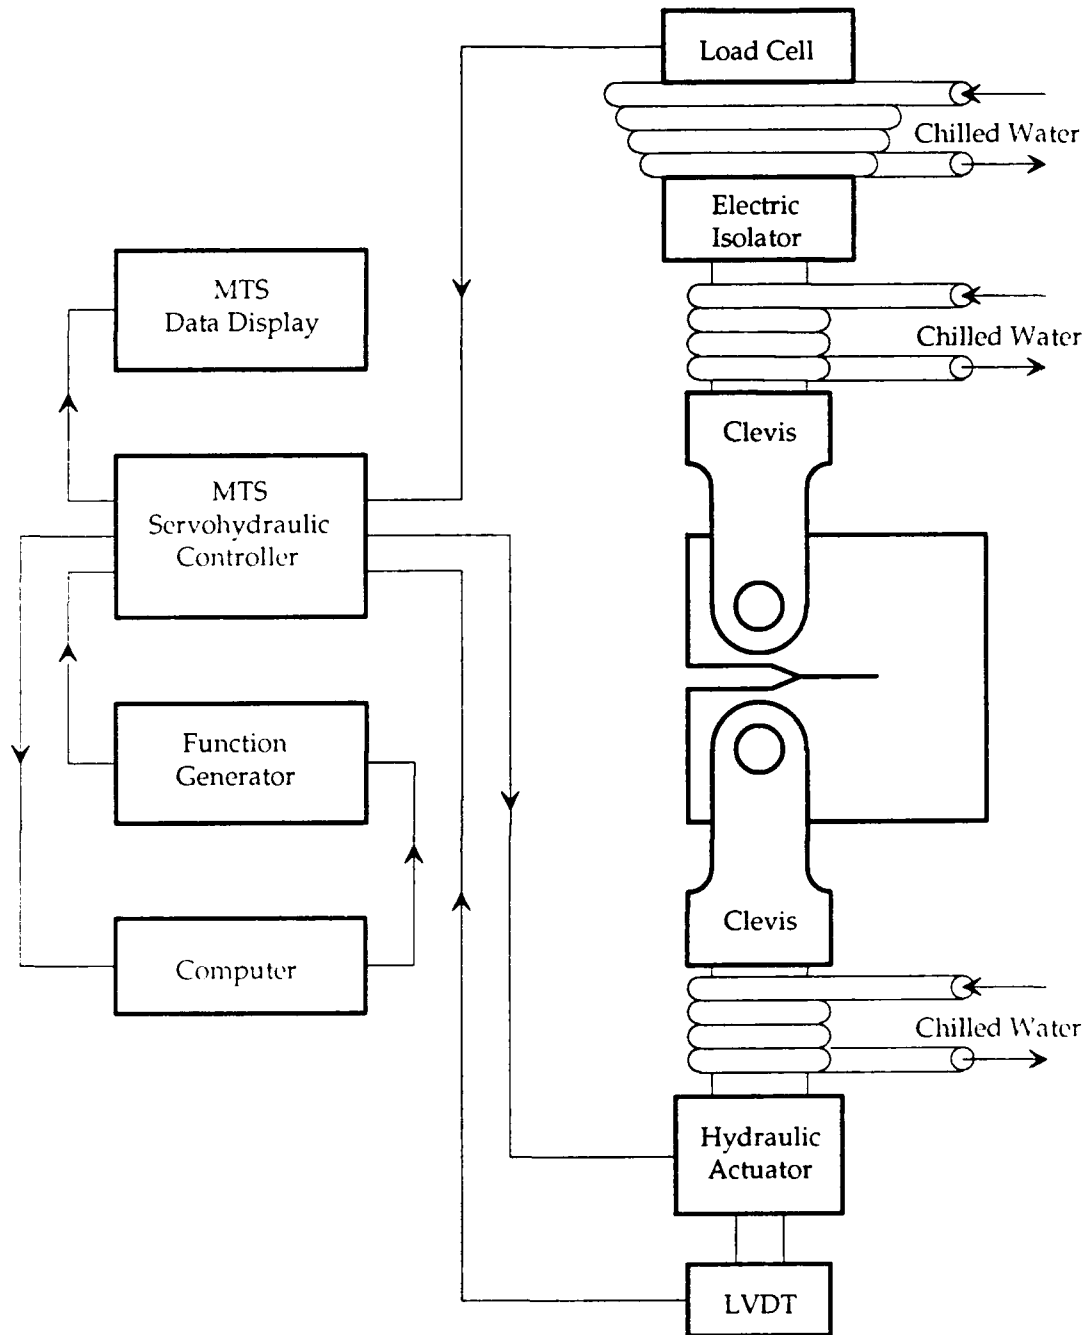 Load Cell
Chilled Water
Electric
Isolator
MTS
Data Display
Chilled Water
Clevis
MTS
Servohydraulic
Controller
Function
Generator
Clevis
Computer
Chilled Water
Hydraulic
Actuator
LVDT